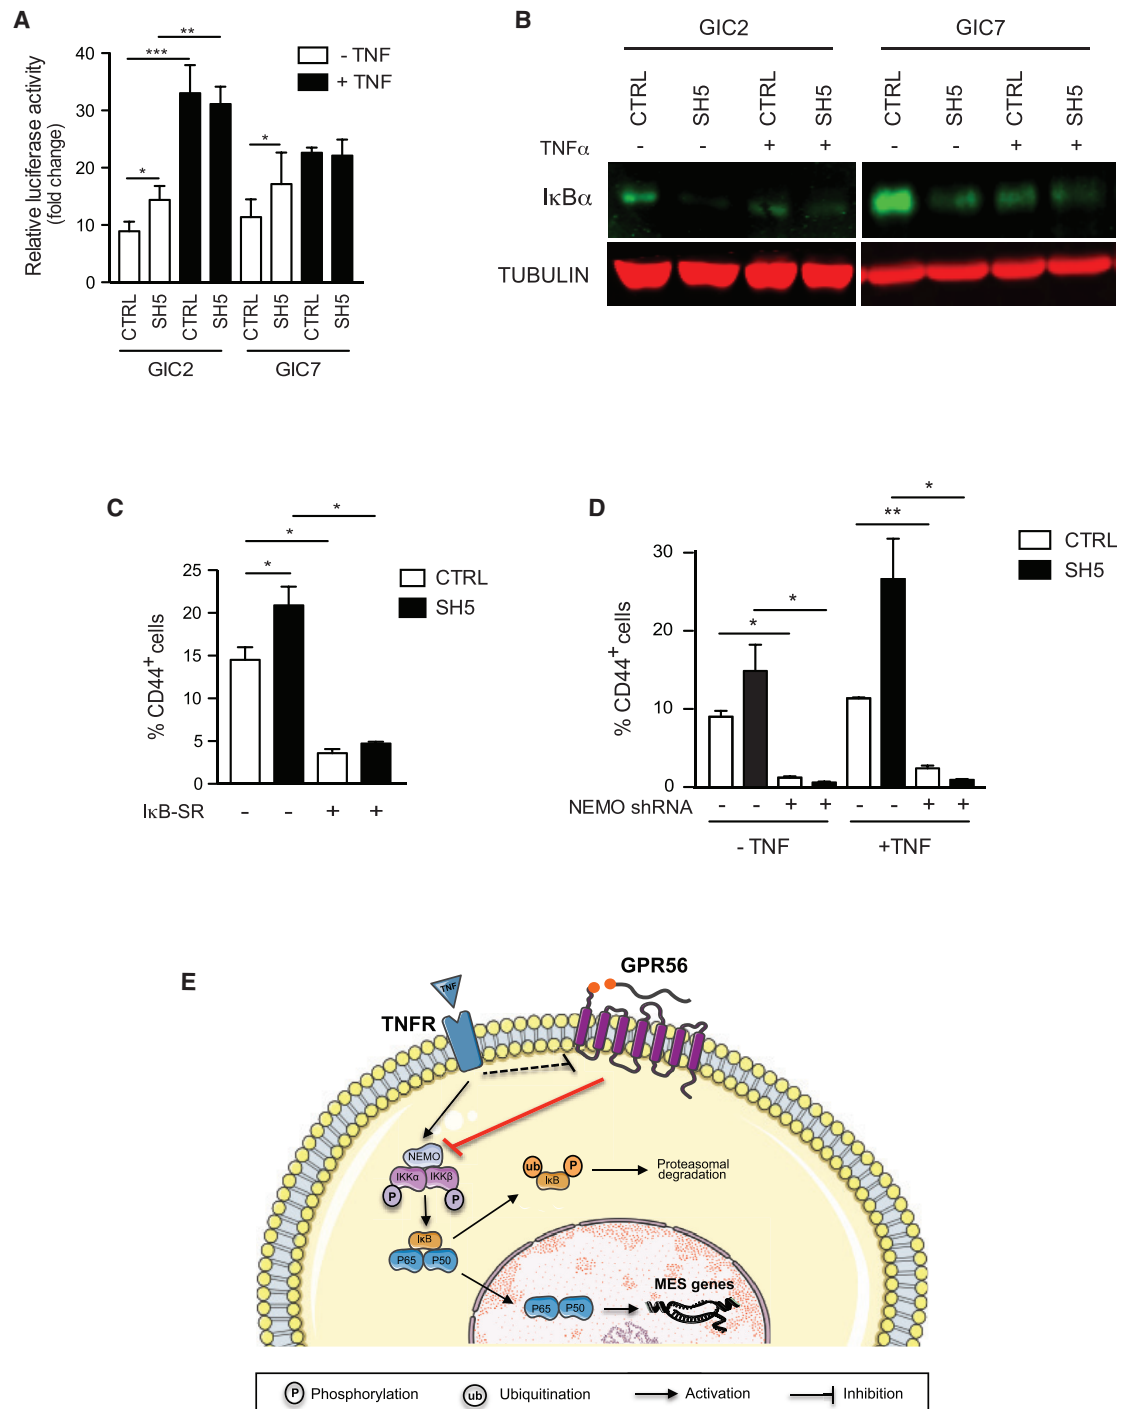 A
Relative luciferase activity
(fold change)
40
30
20
10
0
***
**
*
*
- TNF
+ TNF
CTRL
SH5
CTRL
SH5
CTRL
SH5
CTRL
SH5
GIC2
GIC7
B
GIC2
GIC7
CTRL
SH5
CTRL
SH5
CTRL
SH5
CTRL
SH5
TNFα - - + + - - + +
IκBα
TUBULIN
C
% CD44+ cells
25
20
15
10
5
0
*
*
*
CTRL
SH5
IκB-SR - - + +
D
% CD44+ cells
30
20
10
0
*
*
**
*
CTRL
SH5
NEMO shRNA - - + + - - + +
- TNF
+TNF
E
GPR56
TNF
TNFR
NEMO
IKKα
IKKβ
P
P
ub
P
IκB
Proteasomal
degradation
IκB
P65
P50
MES genes
P65
P50
P Phosphorylation
ub Ubiquitination
Activation
Inhibition